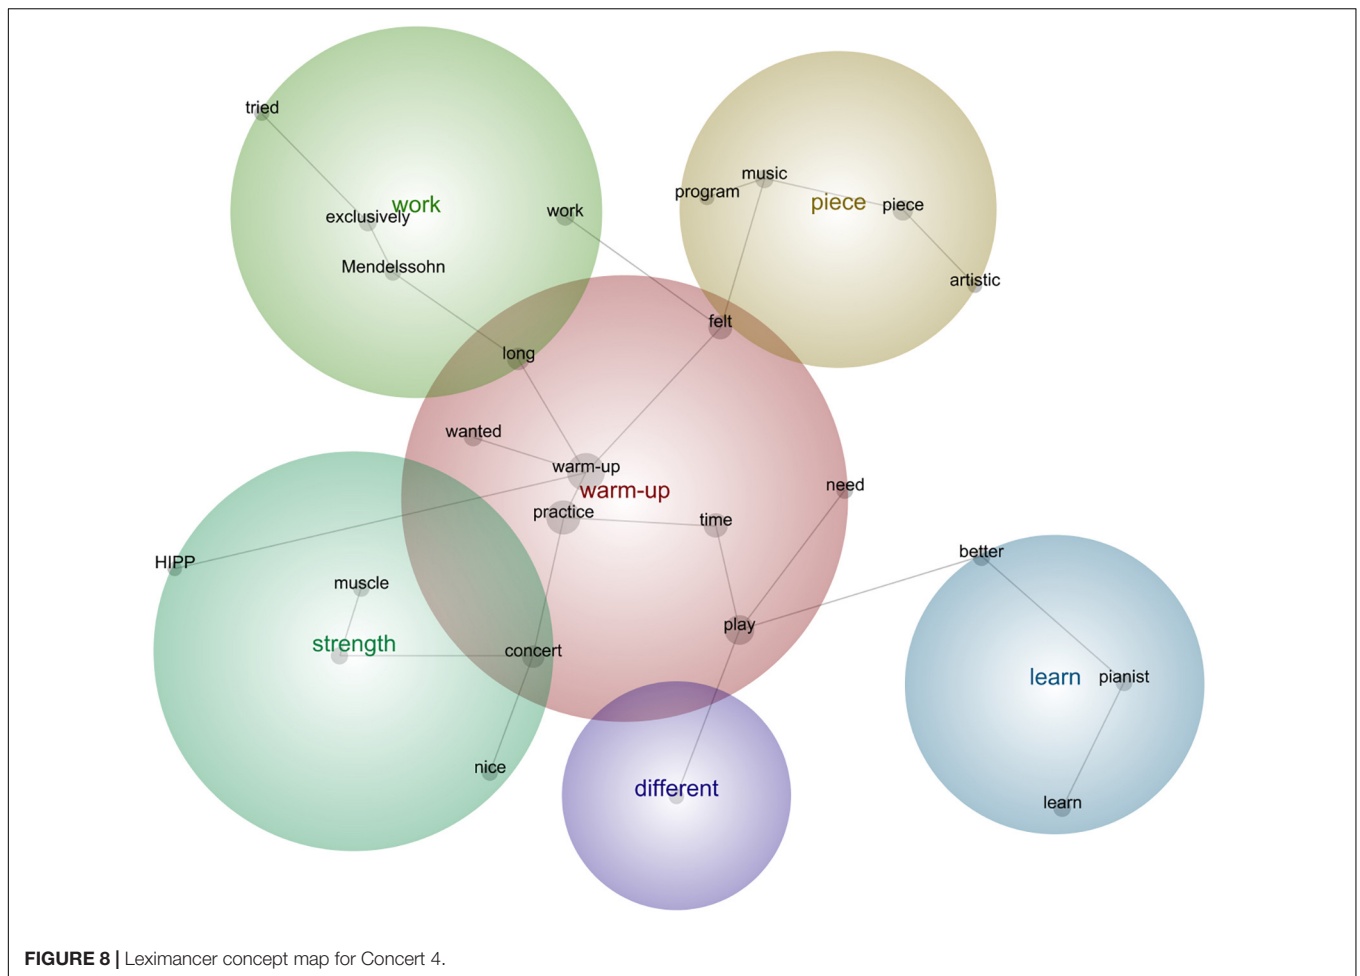 tried
work
exclusively
work
Mendelssohn
music
program
piece
piece
artistic
felt
long
wanted
warm-up
warm-up
practice
time
need
HIPP
muscle
strength
concert
play
nice
better
learn
pianist
learn
different
FIGURE 8 | Leximancer concept map for Concert 4.